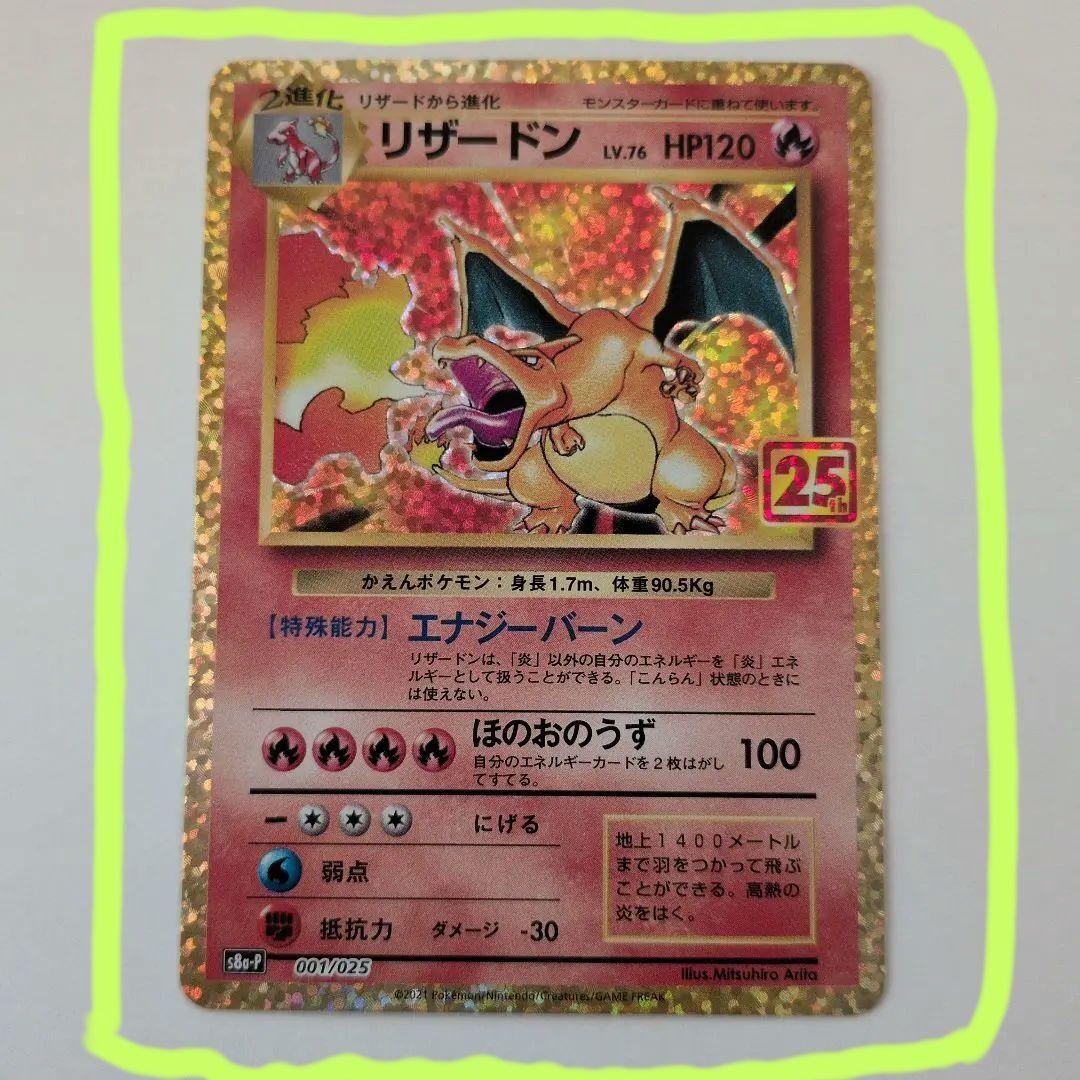 2進化 リザードから進化 モンスターカードに重ねて使います。
リザードン LV.76 HP120
25th
かえんポケモン：身長1.7m、体重90.5Kg
【特殊能力】 エナジーバーン
リザードンは、「炎」以外の自分のエネルギーを「炎」エネ
ルギーとして扱うことができる。「こんらん」状態のときに
は使えない。
ほのおのうず 100
自分のエネルギーカードを2枚はがし
てすてる。
にげる
弱点
抵抗力 ダメージ -30
地上1400メートル
まで羽をつかって飛ぶ
ことができる。高熱の
炎をはく。
s8a-P 001/025
Illus.Mitsuhiro Arita
©2021 Pokémon/Nintendo/Creatures/GAME FREAK